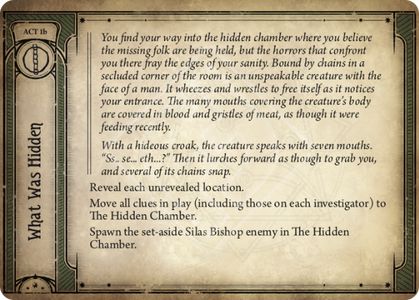 ACT 1b
What Was Hidden
You find your way into the hidden chamber where you believe
the missing folk are being held, but the horrors that confront
you there fray the edges of your sanity. Bound by chains in a
secluded corner of the room is an unspeakable creature with the
face of a man. It wheezes and wrestles to free itself as it notices
your entrance. The many mouths covering the creature's body
are covered in blood and gristles of meat, as though it were
feeding recently.
With a hideous croak, the creature speaks with seven mouths.
“Ss.. se... eth...?” Then it lurches forward as though to grab you,
and several of its chains snap.
Reveal each unrevealed location.
Move all clues in play (including those on each investigator) to
The Hidden Chamber.
Spawn the set-aside Silas Bishop enemy in The Hidden
Chamber.